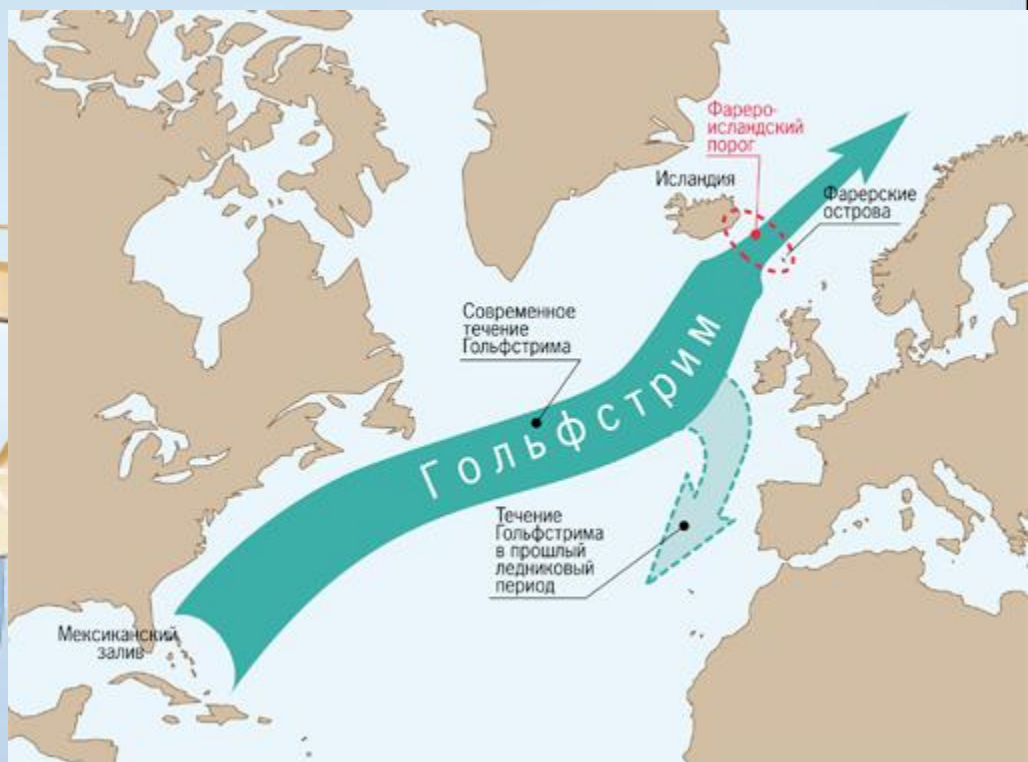 Фареро-
исландский
порог
Исландия
Фарерские
острова
Современное
течение
Гольфстрима
Гольфстрим
Течение
Гольфстрима
в прошлый
ледниковый
период
Мексиканский
залив